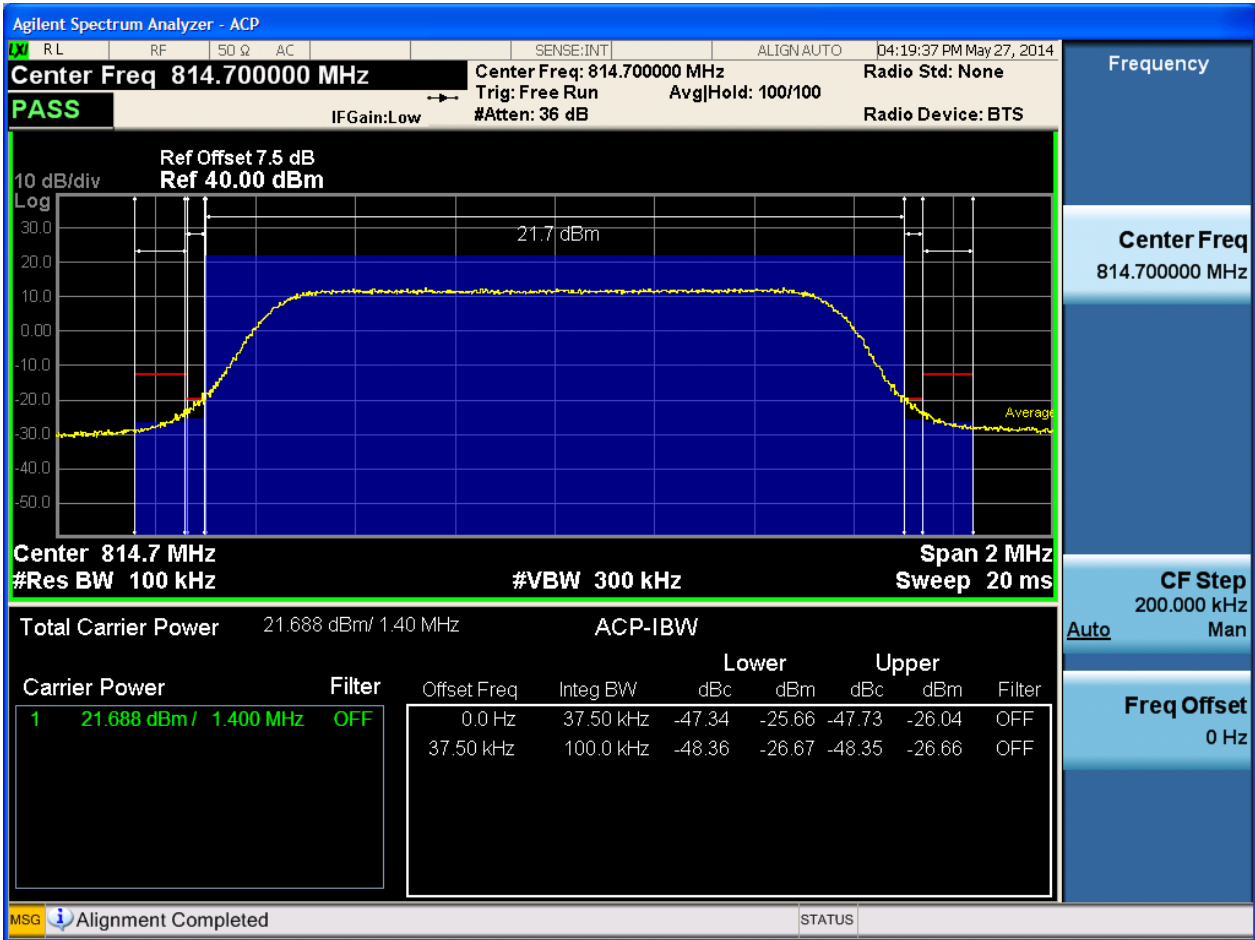 Agilent Spectrum Analyzer - ACP
LXI RL RF 50 Ω AC SENSE:INT ALIGN AUTO 04:19:37 PM May 27, 2014
Center Freq 814.700000 MHz
PASS
IFGain:Low
Center Freq: 814.700000 MHz
Trig: Free Run Avg|Hold: 100/100
#Atten: 36 dB
Radio Std: None
Radio Device: BTS
Ref Offset 7.5 dB
10 dB/div Ref 40.00 dBm
Log
30.0
20.0
10.0
0.00
-10.0
-20.0
-30.0
-40.0
-50.0
21.7 dBm
Average
Center 814.7 MHz Span 2 MHz
#Res BW 100 kHz #VBW 300 kHz Sweep 20 ms
Total Carrier Power 21.688 dBm/ 1.40 MHz ACP-IBW
Lower Upper
Carrier Power Filter
1 21.688 dBm / 1.400 MHz OFF
Offset Freq Integ BW dBc dBm dBc dBm Filter
0.0 Hz 37.50 kHz -47.34 -25.66 -47.73 -26.04 OFF
37.50 kHz 100.0 kHz -48.36 -26.67 -48.35 -26.66 OFF
Frequency
Center Freq
814.700000 MHz
CF Step
200.000 kHz
Auto Man
Freq Offset
0 Hz
MSG Alignment Completed STATUS